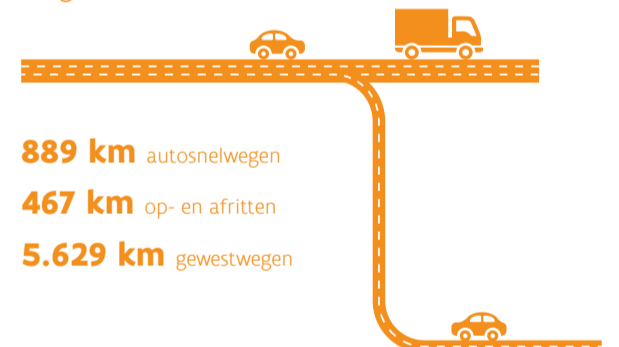 889 km autosnelwegen
467 km op- en afritten
5.629 km gewestwegen